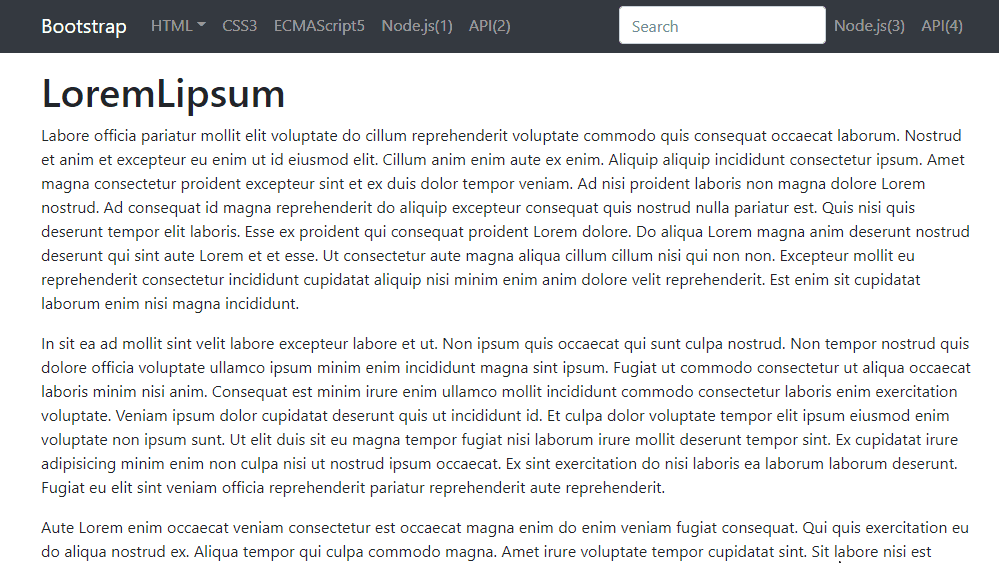 Bootstrap HTML CSS3 ECMAScript5 Node.js(1) API(2) Search Node.js(3) API(4)
LoremLipsum
Labore officia pariatur mollit elit voluptate do cillum reprehenderit voluptate commodo quis consequat occaecat laborum. Nostrud
et anim et excepteur eu enim ut id eiusmod elit. Cillum anim enim aute ex enim. Aliquip aliquip incididunt consectetur ipsum. Amet
magna consectetur proident excepteur sint et ex duis dolor tempor veniam. Ad nisi proident laboris non magna dolore Lorem
nostrud. Ad consequat id magna reprehenderit do aliquip excepteur consequat quis nostrud nulla pariatur est. Quis nisi quis
deserunt tempor elit laboris. Esse ex proident qui consequat proident Lorem dolore. Do aliqua Lorem magna anim deserunt nostrud
deserunt qui sint aute Lorem et et esse. Ut consectetur aute magna aliqua cillum cillum nisi qui non non. Excepteur mollit eu
reprehenderit consectetur incididunt cupidatat aliquip nisi minim enim anim dolore velit reprehenderit. Est enim sit cupidatat
laborum enim nisi magna incididunt.
In sit ea ad mollit sint velit labore excepteur labore et ut. Non ipsum quis occaecat qui sunt culpa nostrud. Non tempor nostrud quis
dolore officia voluptate ullamco ipsum minim enim incididunt magna sint ipsum. Fugiat ut commodo consectetur ut aliqua occaecat
laboris minim nisi anim. Consequat est minim irure enim ullamco mollit incididunt commodo consectetur laboris enim exercitation
voluptate. Veniam ipsum dolor cupidatat deserunt quis ut incididunt id. Et culpa dolor voluptate tempor elit ipsum eiusmod enim
voluptate non ipsum sunt. Ut elit duis sit eu magna tempor fugiat nisi laborum irure mollit deserunt tempor sint. Ex cupidatat irure
adipisicing minim enim non culpa nisi ut nostrud ipsum occaecat. Ex sint exercitation do nisi laboris ea laborum laborum deserunt.
Fugiat eu elit sint veniam officia reprehenderit pariatur reprehenderit aute reprehenderit.
Aute Lorem enim occaecat veniam consectetur est occaecat magna enim do enim veniam fugiat consequat. Qui quis exercitation eu
do aliqua nostrud ex. Aliqua tempor qui culpa commodo magna. Amet irure voluptate tempor cupidatat sint. Sit labore nisi est